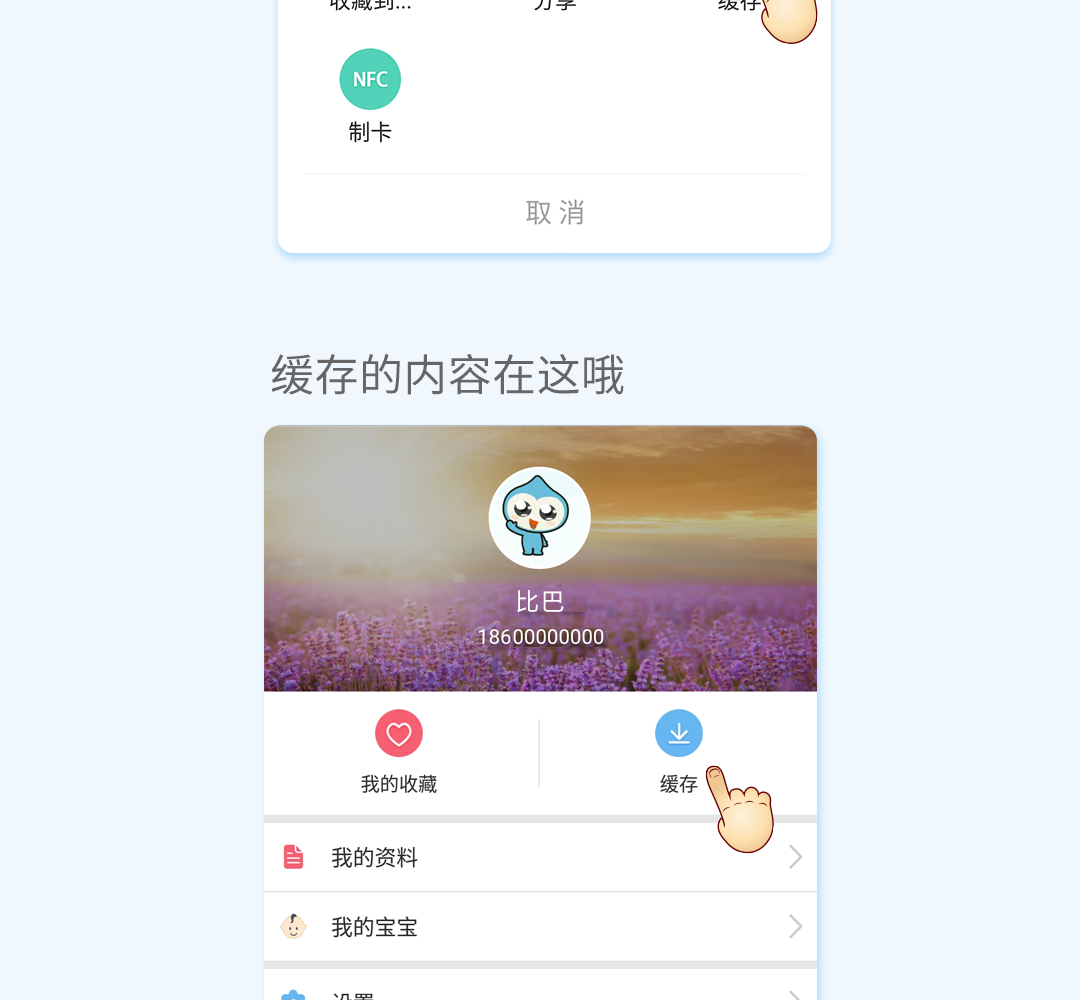 收藏到... 分享 缓存
NFC
制卡
取消
缓存的内容在这哦
比巴
18600000000
我的收藏 缓存
我的资料
我的宝宝
设置